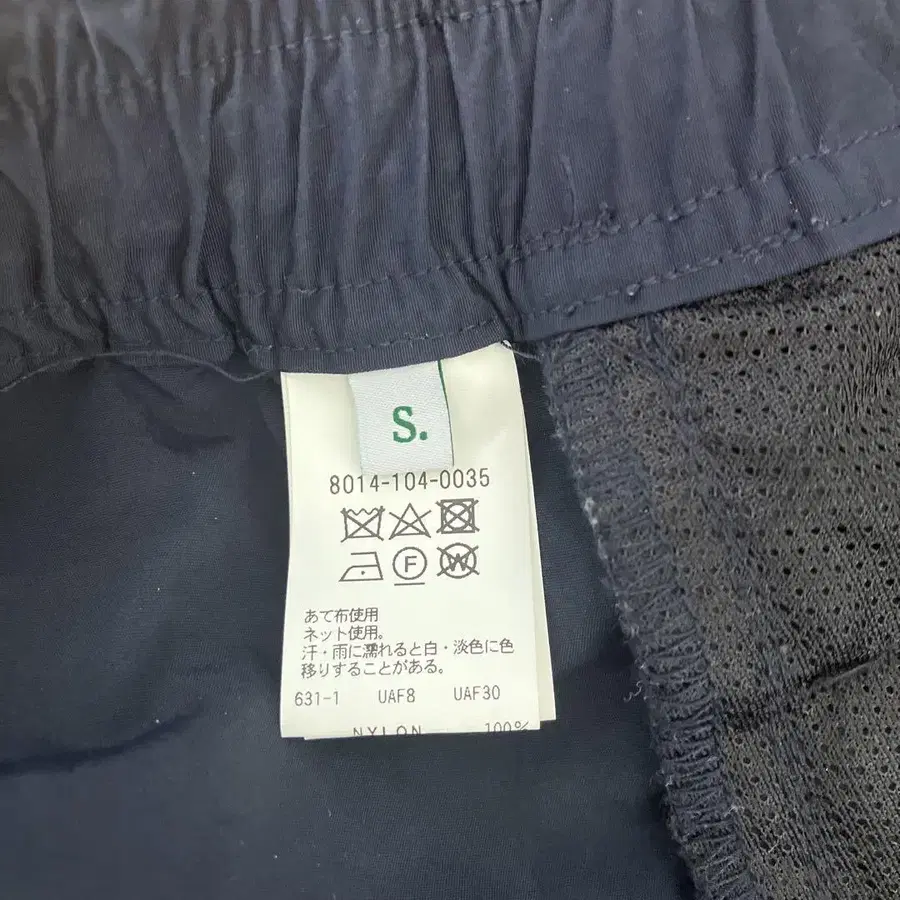 S.
8014-104-0035
F W
あて布使用
ネット使用。
汗・雨に濡れると白・淡色に色
移りすることがある。
631-1 UAF8 UAF30
NYLON 100%